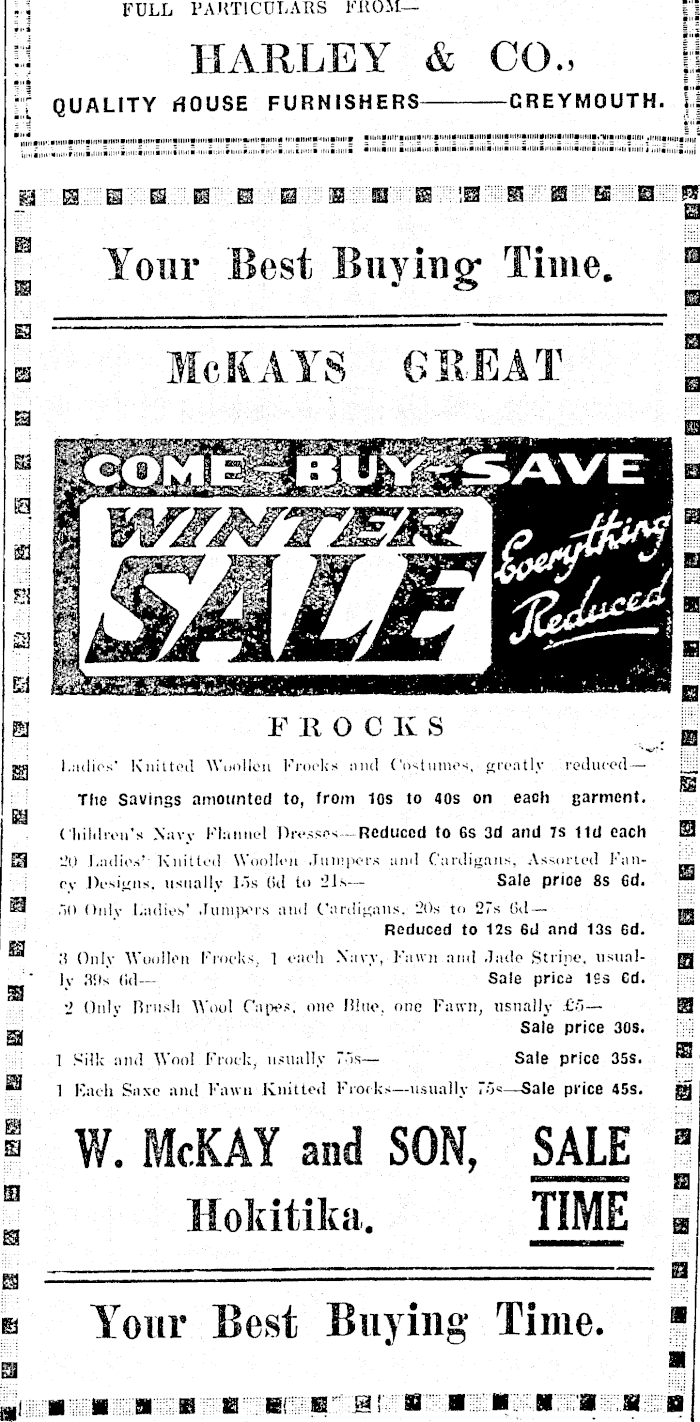 FULL PARTICULARS FROM—
HARLEY & CO.,
QUALITY HOUSE FURNISHERS———GREYMOUTH.
Your Best Buying Time.
McKAYS GREAT
COME - BUY - SAVE
WINTER
SALE
Everything
Reduced
FROCKS
Ladies' Knitted Woollen Frocks and Costumes, greatly reduced—
The Savings amounted to, from 10s to 40s on each garment.
Children's Navy Flannel Dresses—Reduced to 6s 3d and 7s 11d each
20 Ladies' Knitted Woollen Jumpers and Cardigans, Assorted Fan-
cy Designs, usually 15s 6d to 21s— Sale price 8s 6d.
50 Only Ladies' Jumpers and Cardigans, 20s to 27s 6d—
Reduced to 12s 6d and 13s 6d.
3 Only Woollen Frocks, 1 each Navy, Fawn and Jade Stripe, usual-
ly 39s 6d— Sale price 19s 6d.
2 Only Brush Wool Capes, one Blue, one Fawn, usually £5—
Sale price 30s.
1 Silk and Wool Frock, usually 75s— Sale price 35s.
1 Each Saxe and Fawn Knitted Frocks—usually 75s—Sale price 45s.
W. McKAY and SON, SALE
Hokitika. TIME
Your Best Buying Time.